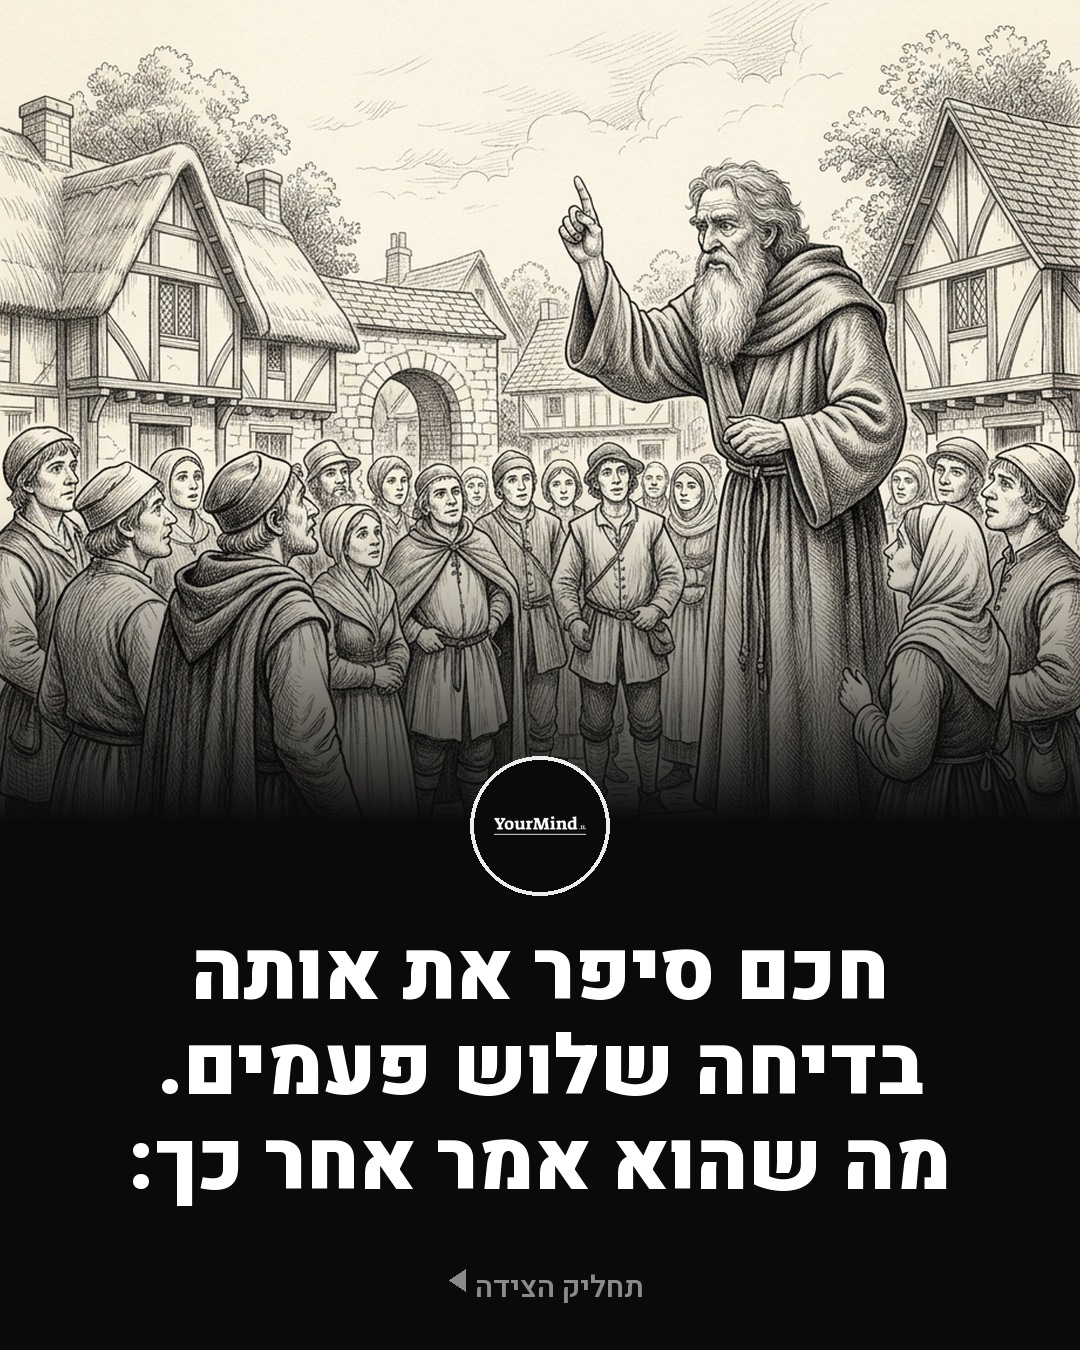 YourMind
חכם סיפר את אותה
בדיחה שלוש פעמים.
מה שהוא אמר אחר כך:
תחליק הצידה